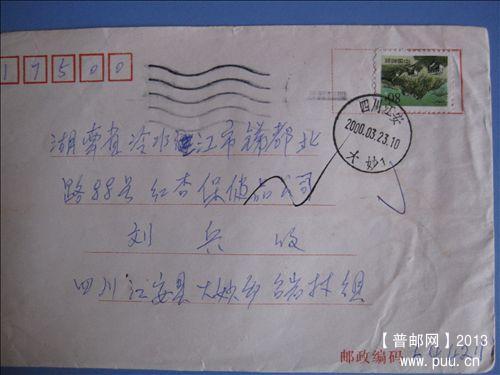 17500
80
四川江安
2000.03.23.10
大妙
湖南省冷水江市锑都北
路88号 红杏保值品公司
刘 兵 收
四川江安县大妙乡
邮政编码
【普邮网】2013
www.puu.cn